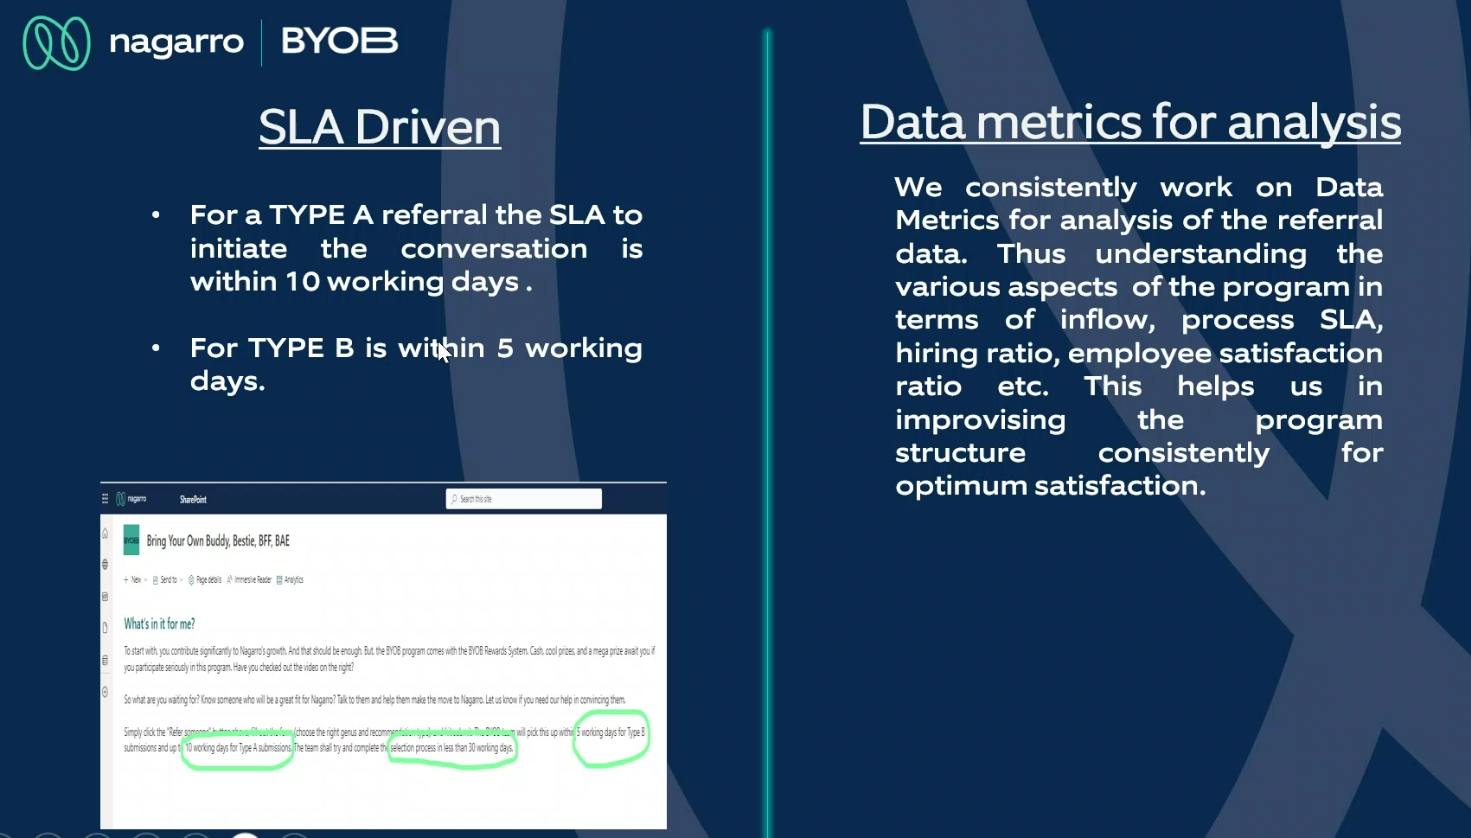 nagarro | BYOB
SLA Driven
• For a TYPE A referral the SLA to
initiate the conversation is
within 10 working days .
• For TYPE B is within 5 working
days.
nagarro SharePoint
Search this site
BYOB Bring Your Own Buddy, Bestie, BFF, BAE
+ New Send to Page details Immersive Reader Analytics
What's in it for me?
To start with, you contribute significantly to Nagarro's growth. And that should be enough. But, the BYOB program comes with the BYOB Rewards System. Cash, cool prizes, and a mega prize await you if
you participate seriously in this program. Have you checked out the video on the right?
So what are you waiting for? Know someone who will be a great fit for Nagarro? Talk to them and help them make the move to Nagarro. Let us know if you need our help in convincing them.
Simply click the "Refer someone" (choose the right genus and recommendation type) The BYOB team will pick this up within 5 working days for Type B
submissions and up to 10 working days for Type A submissions. The team shall try and complete the selection process in less than 30 working days.
Data metrics for analysis
We consistently work on Data
Metrics for analysis of the referral
data. Thus understanding the
various aspects of the program in
terms of inflow, process SLA,
hiring ratio, employee satisfaction
ratio etc. This helps us in
improvising the program
structure consistently for
optimum satisfaction.